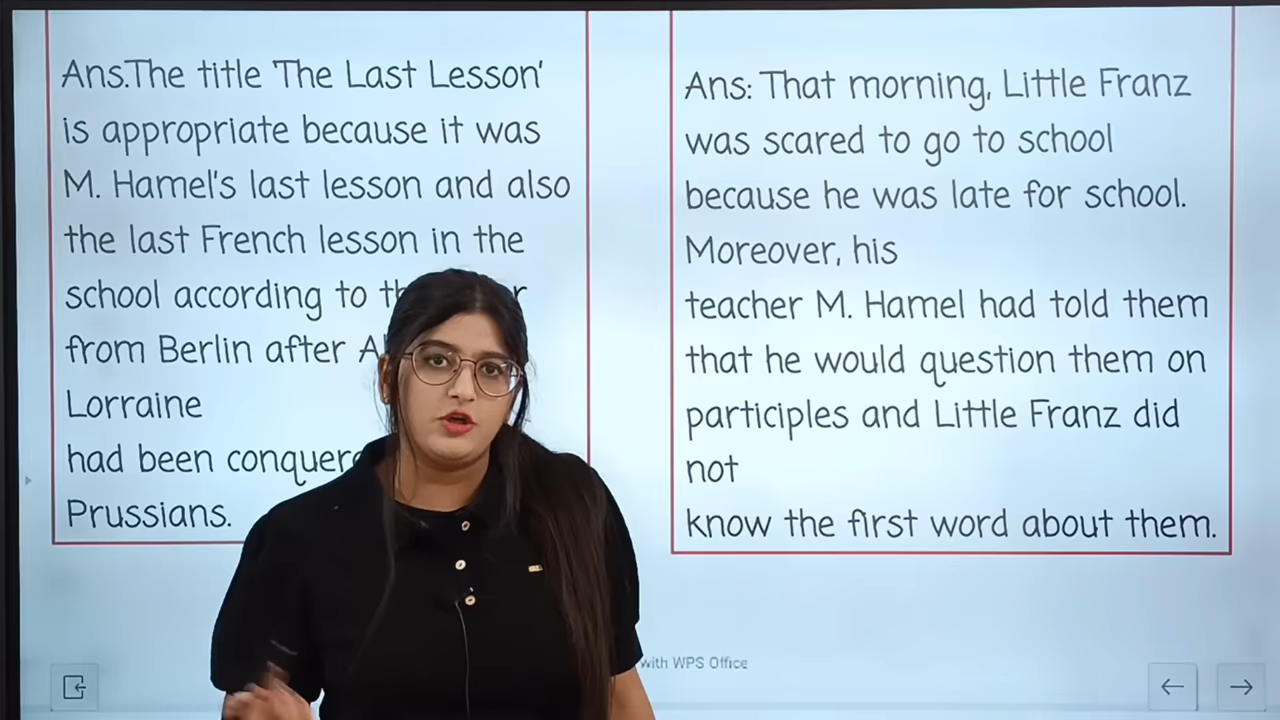 Ans.The title 'The Last Lesson'
is appropriate because it was
M. Hamel's last lesson and also
the last French lesson in the
school according to
from Berlin after
Lorraine
had been
Prussians.
Ans: That morning, Little Franz
was scared to go to school
because he was late for school.
Moreover, his
teacher M. Hamel had told them
that he would question them on
participles and Little Franz did
not
know the first word about them.
with WPS Office